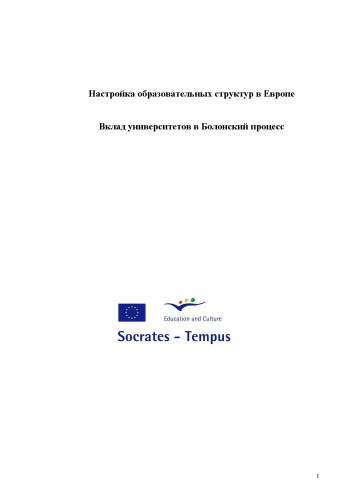 Настройка образовательных структур в Европе
Вклад университетов в Болонский процесс
Education and Culture
Socrates - Tempus
1